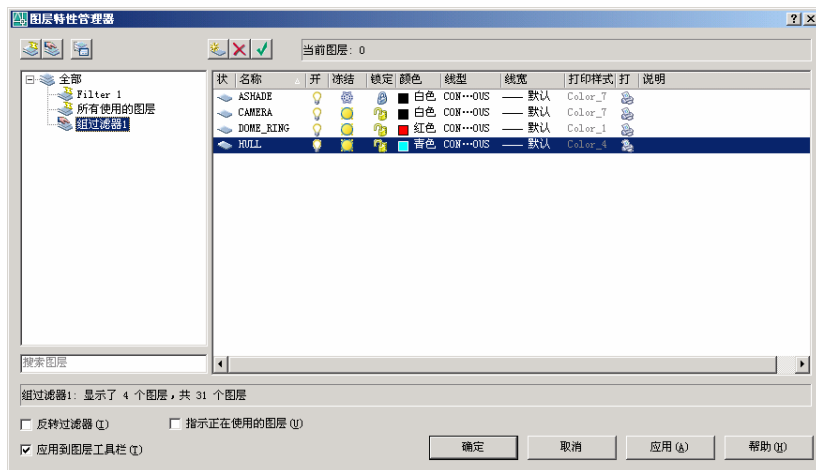 图层特性管理器
当前图层: 0
全部
Filter 1
所有使用的图层
组过滤器1
状 名称 开 冻结 锁定 颜色 线型 线宽 打印样式 打 说明
ASHADE 白色 CON···OUS —— 默认 Color_7
CAMERA 白色 CON···OUS —— 默认 Color_7
DOME_RING 红色 CON···OUS —— 默认 Color_1
HULL 青色 CON···OUS —— 默认 Color_4
搜索图层
组过滤器1: 显示了 4 个图层，共 31 个图层
反转过滤器(I) 指示正在使用的图层(U)
应用到图层工具栏(T) 确定 取消 应用(A) 帮助(H)